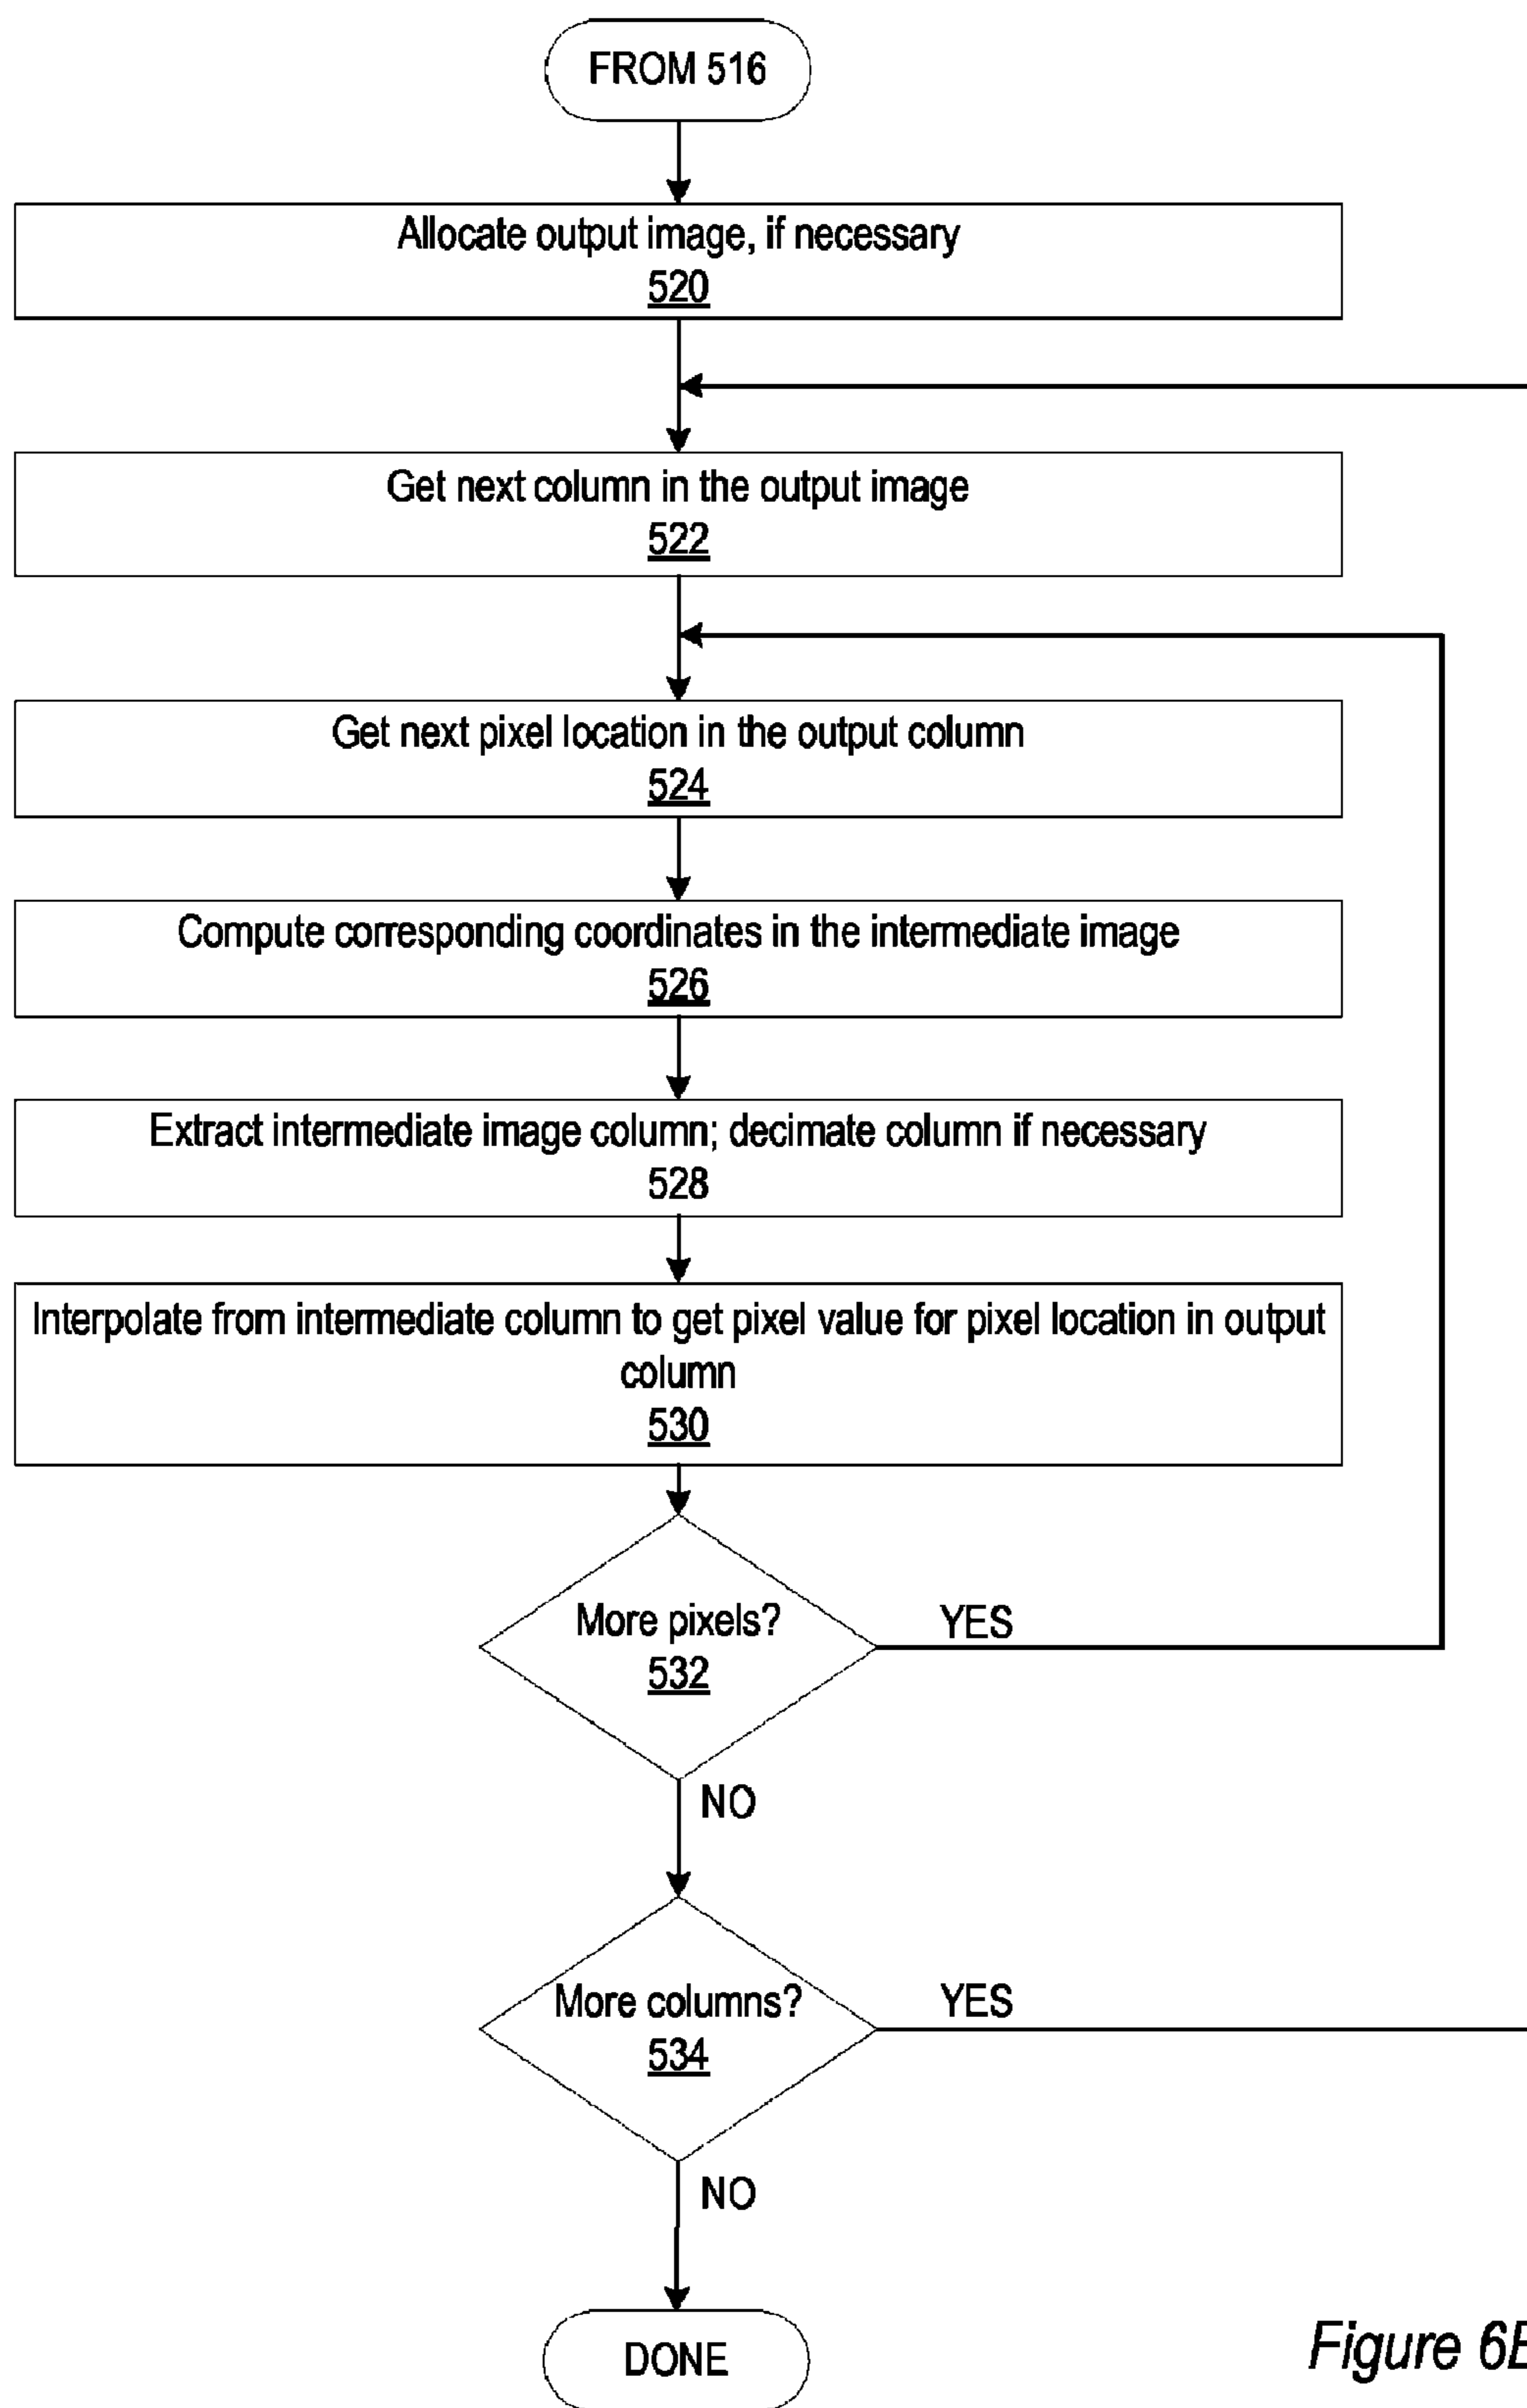 FROM 516
Allocate output image, if necessary
520
Get next column in the output image
522
Get next pixel location in the output column
524
Compute corresponding coordinates in the intermediate image
526
Extract intermediate image column; decimate column if necessary
528
Interpolate from intermediate column to get pixel value for pixel location in output
column
530
More pixels?
532
YES
NO
More columns?
534
YES
NO
DONE
Figure